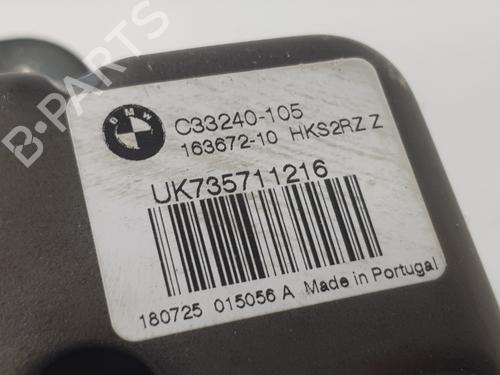 B-PARTS
BMW
C33240-105
163672-10 HKS2RZ Z
UK735711216
180725 015056 A Made in Portugal